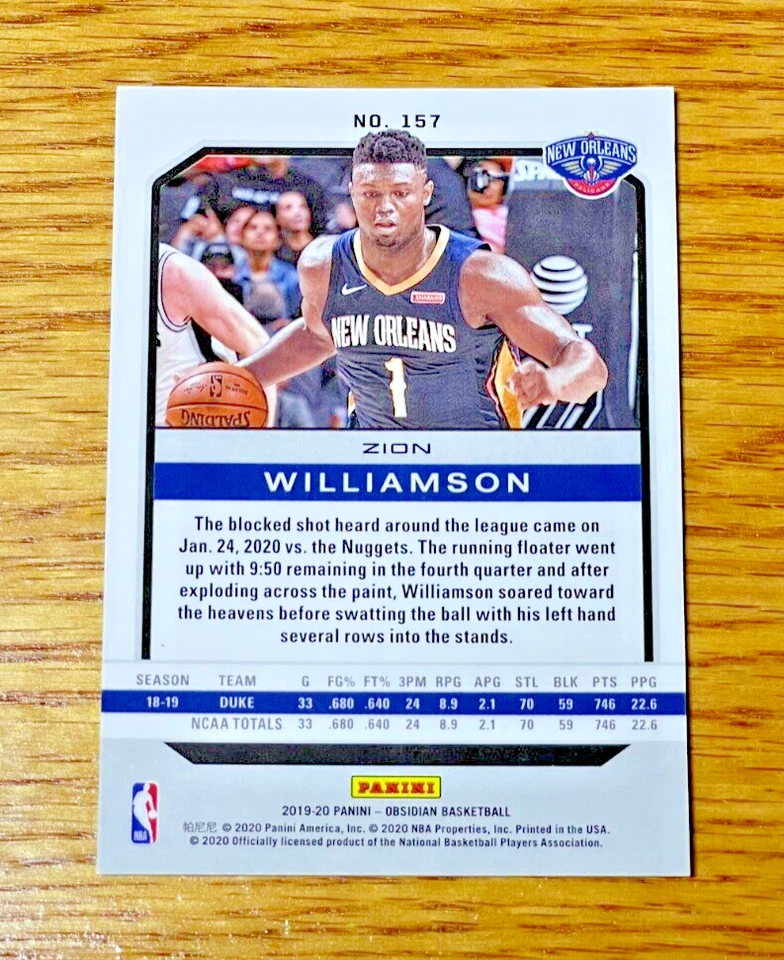 NO. 157
NEW ORLEANS
PELICANS
SPA
NEW ORLEANS
1
SPALDING
ZION
WILLIAMSON
The blocked shot heard around the league came on
Jan. 24, 2020 vs. the Nuggets. The running floater went
up with 9:50 remaining in the fourth quarter and after
exploding across the paint, Williamson soared toward
the heavens before swatting the ball with his left hand
several rows into the stands.
SEASON TEAM G FG% FT% 3PM RPG APG STL BLK PTS PPG
18-19 DUKE 33 .680 .640 24 8.9 2.1 70 59 746 22.6
NCAA TOTALS 33 .680 .640 24 8.9 2.1 70 59 746 22.6
PANINI
NBA
2019-20 PANINI – OBSIDIAN BASKETBALL
帕尼尼 © 2020 Panini America, Inc. © 2020 NBA Properties, Inc. Printed in the USA.
© 2020 Officially licensed product of the National Basketball Players Association.